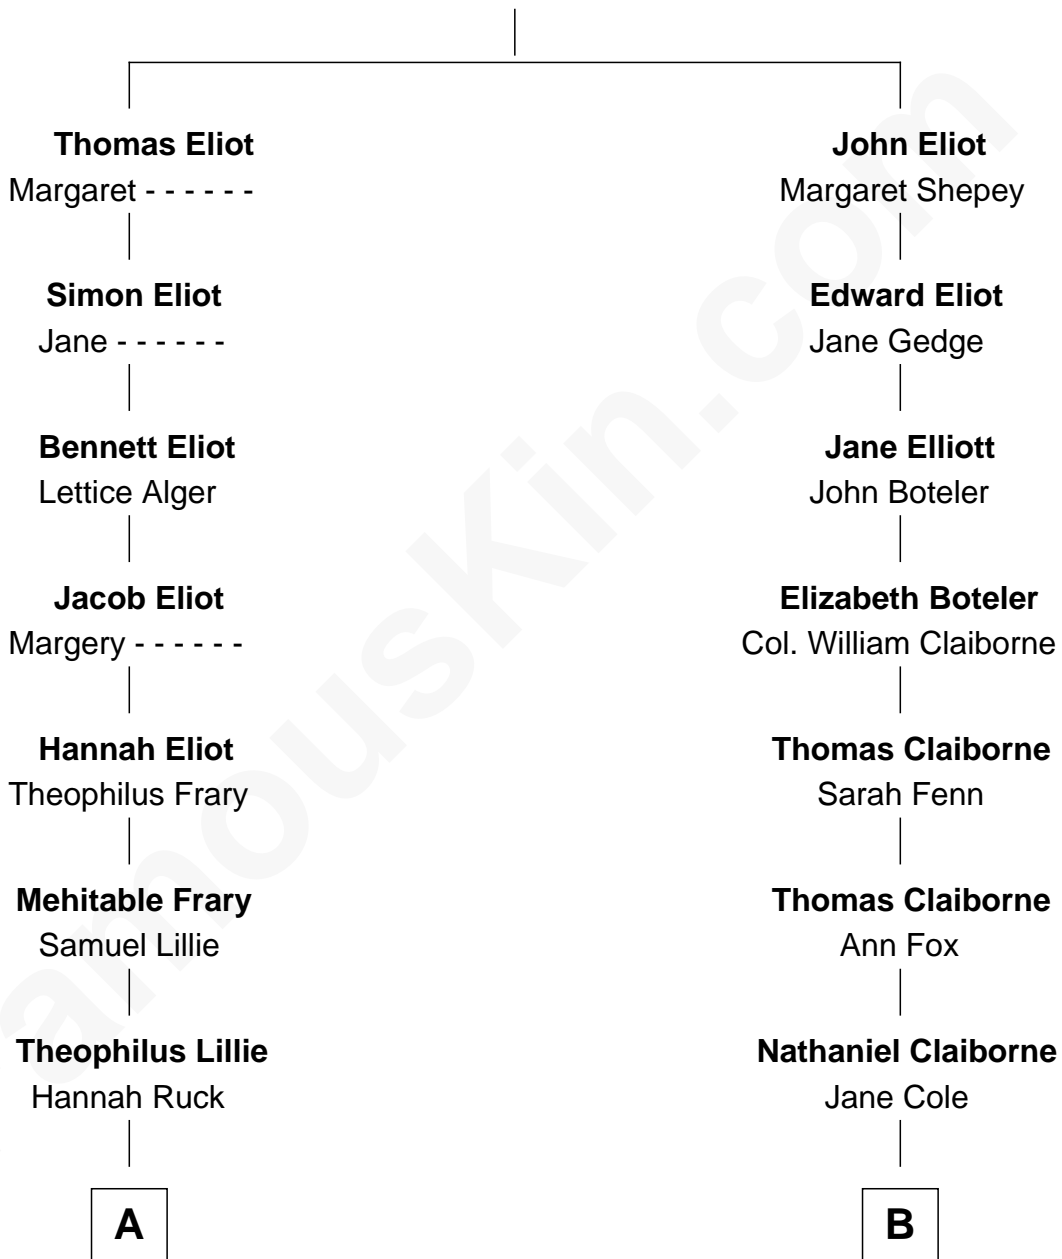 Thomas Eliot
Margaret - - - - - -
John Eliot
Margaret Shepey
Simon Eliot
Jane - - - - - -
Edward Eliot
Jane Gedge
Bennett Eliot
Lettice Alger
Jane Elliott
John Boteler
Jacob Eliot
Margery - - - - - -
Elizabeth Boteler
Col. William Claiborne
Hannah Eliot
Theophilus Frary
Thomas Claiborne
Sarah Fenn
Mehitable Frary
Samuel Lillie
Thomas Claiborne
Ann Fox
Theophilus Lillie
Hannah Ruck
Nathaniel Claiborne
Jane Cole
A
B
amouskin.com